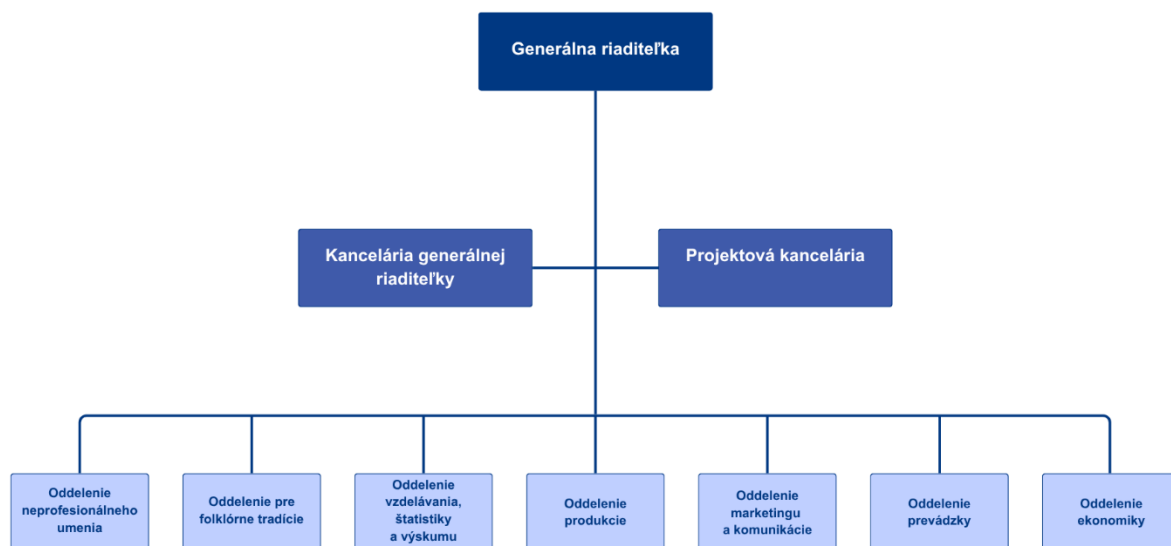 Generálna riaditeľka
Kancelária generálnej
riaditeľky
Projektová kancelária
Oddelenie
neprofesionálneho
umenia
Oddelenie pre
folklórne tradície
Oddelenie
vzdelávania,
štatistiky
a výskumu
Oddelenie
produkcie
Oddelenie
marketingu
a komunikácie
Oddelenie
prevádzky
Oddelenie
ekonomiky